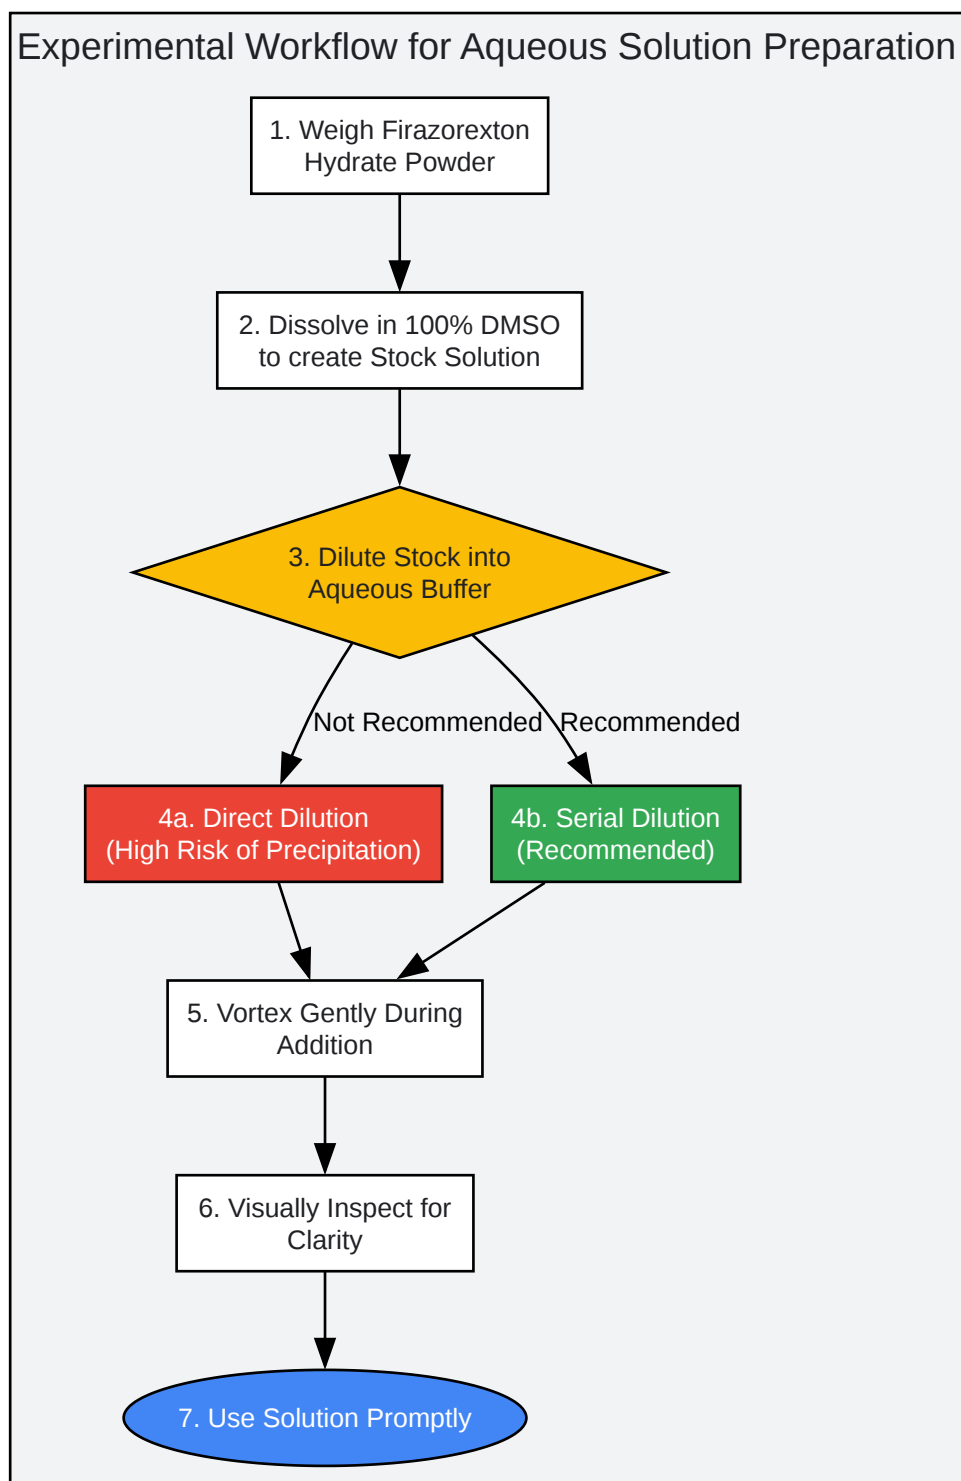 Experimental Workflow for Aqueous Solution Preparation
1. Weigh Firazorexton
Hydrate Powder
2. Dissolve in 100% DMSO
to create Stock Solution
3. Dilute Stock into
Aqueous Buffer
Not Recommended
Recommended
4a. Direct Dilution
(High Risk of Precipitation)
4b. Serial Dilution
(Recommended)
5. Vortex Gently During
Addition
6. Visually Inspect for
Clarity
7. Use Solution Promptly